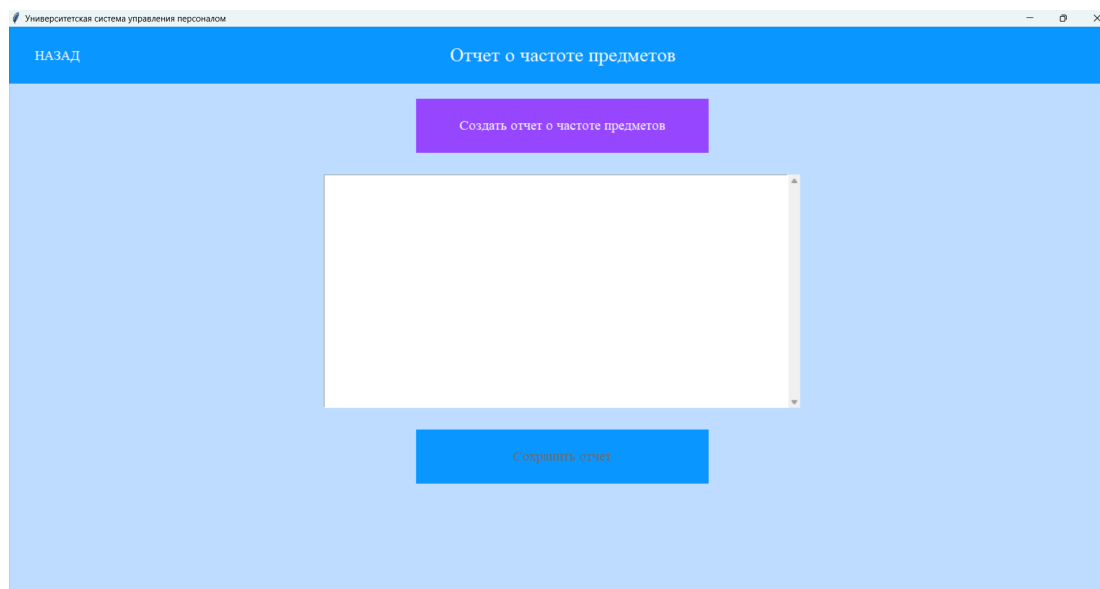 Университетская система управления персоналом
НАЗАД
Отчет о частоте предметов
Создать отчет о частоте предметов
Сохранить отчет